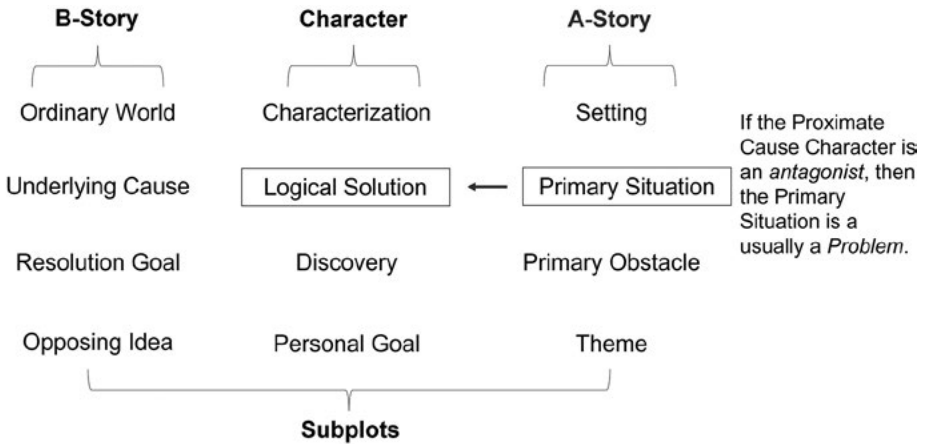 B-Story Character A-Story
Ordinary World Characterization Setting
If the Proximate
Cause Character is
an antagonist, then
the Primary
Situation is a
usually a Problem.
Underlying Cause Logical Solution Primary Situation
Resolution Goal Discovery Primary Obstacle
Opposing Idea Personal Goal Theme
Subplots